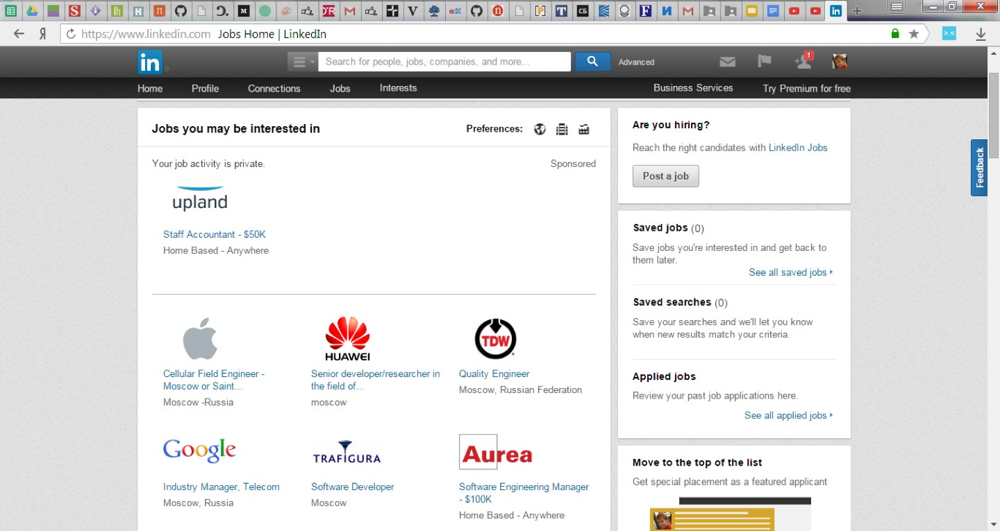 https://www.linkedin.com Jobs Home | LinkedIn
in
Search for people, jobs, companies, and more...
Advanced
1
Home Profile Connections Jobs Interests Business Services Try Premium for free
Jobs you may be interested in
Preferences:
Your job activity is private.
Sponsored
upland
Staff Accountant - $50K
Home Based - Anywhere
Cellular Field Engineer -
Moscow or Saint...
Moscow -Russia
HUAWEI
Senior developer/researcher in
the field of...
moscow
TDW
Quality Engineer
Moscow, Russian Federation
Google
Industry Manager, Telecom
Moscow, Russia
TRAFIGURA
Software Developer
Moscow
Aurea
Software Engineering Manager
- $100K
Home Based - Anywhere
Are you hiring?
Reach the right candidates with LinkedIn Jobs
Post a job
Saved jobs (0)
Save jobs you're interested in and get back to
them later.
See all saved jobs
Saved searches (0)
Save your searches and we'll let you know
when new results match your criteria.
Applied jobs
Review your past job applications here.
See all applied jobs
Move to the top of the list
Get special placement as a featured applicant
Feedback